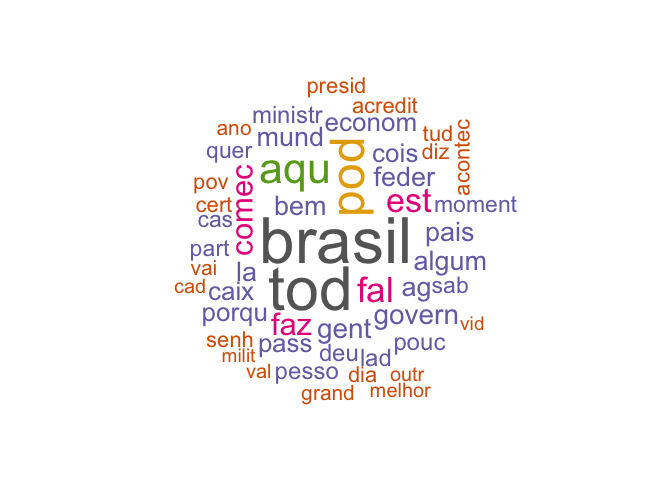 presid
acredit
ministr
econom
ano
mund
tud
quer
cois
diz
acontec
aqu
pod
feder
pov
comec
cert
bem
est
moment
cas
brasil
pais
part
algum
vai
la
tod
fal
ag
sab
cad
caix
porqu
faz
gent
govern
vid
senh
pass
pouc
milit
deu
lad
val
pesso
dia
outr
grand
melhor